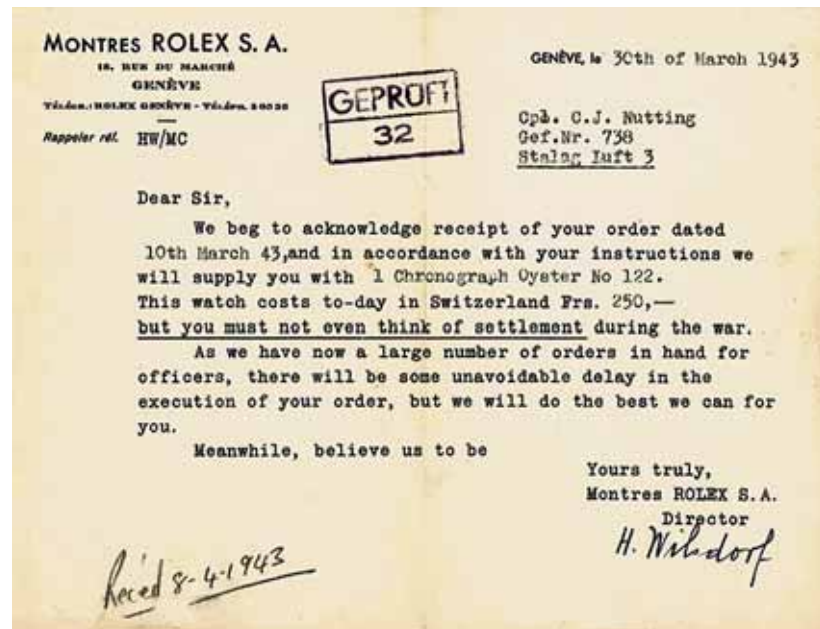 MONTRES ROLEX S. A.
18, RUE DU MARCHÉ
GENÈVE
Télégr.: ROLEX GENÈVE - Téléph.
Rappeler réf. HW/MC
GENÈVE, le 30th of March 1943
GEPRÜFT
32
Cpl. C.J. Nutting
Gef.Nr. 738
Stalag Luft 3
Dear Sir,
We beg to acknowledge receipt of your order dated
10th March 43,and in accordance with your instructions we
will supply you with 1 Chronograph Oyster No 122.
This watch costs to-day in Switzerland Frs. 250,—
but you must not even think of settlement during the war.
As we have now a large number of orders in hand for
officers, there will be some unavoidable delay in the
execution of your order, but we will do the best we can for
you.
Meanwhile, believe us to be
Yours truly,
Montres ROLEX S.A.
Director
H. Wilsdorf
Rec'ed 8-4-1943